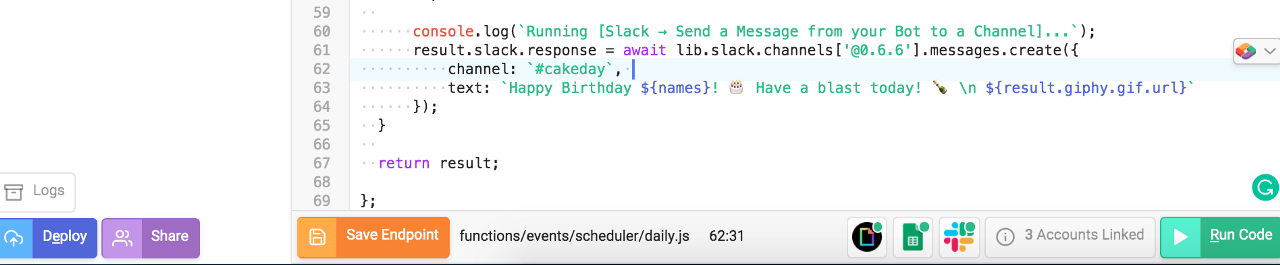 59
60 console.log(`Running [Slack → Send a Message from your Bot to a Channel]...`);
61 result.slack.response = await lib.slack.channels['@0.6.6'].messages.create({
62 channel: `#cakeday`,
63 text: `Happy Birthday ${names}! 🎂 Have a blast today! 🍾 \n ${result.giphy.gif.url}`
64 });
65 }
66
67 return result;
68
69 };
Logs
Deploy
Share
Save Endpoint
functions/events/scheduler/daily.js
62:31
3 Accounts Linked
Run Code